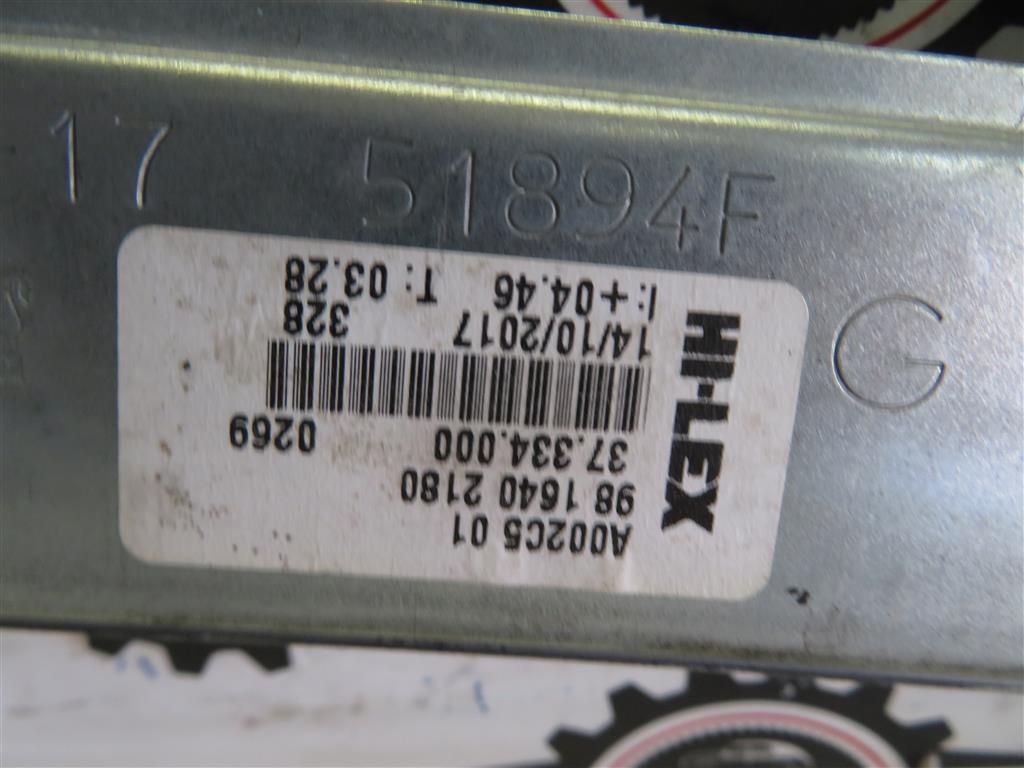 17 51894F
G
HI-LEX
A002C5 01
98 1640 2180
37.334.000 0269
14/10/2017 328
I:+04.46 T: 03.28